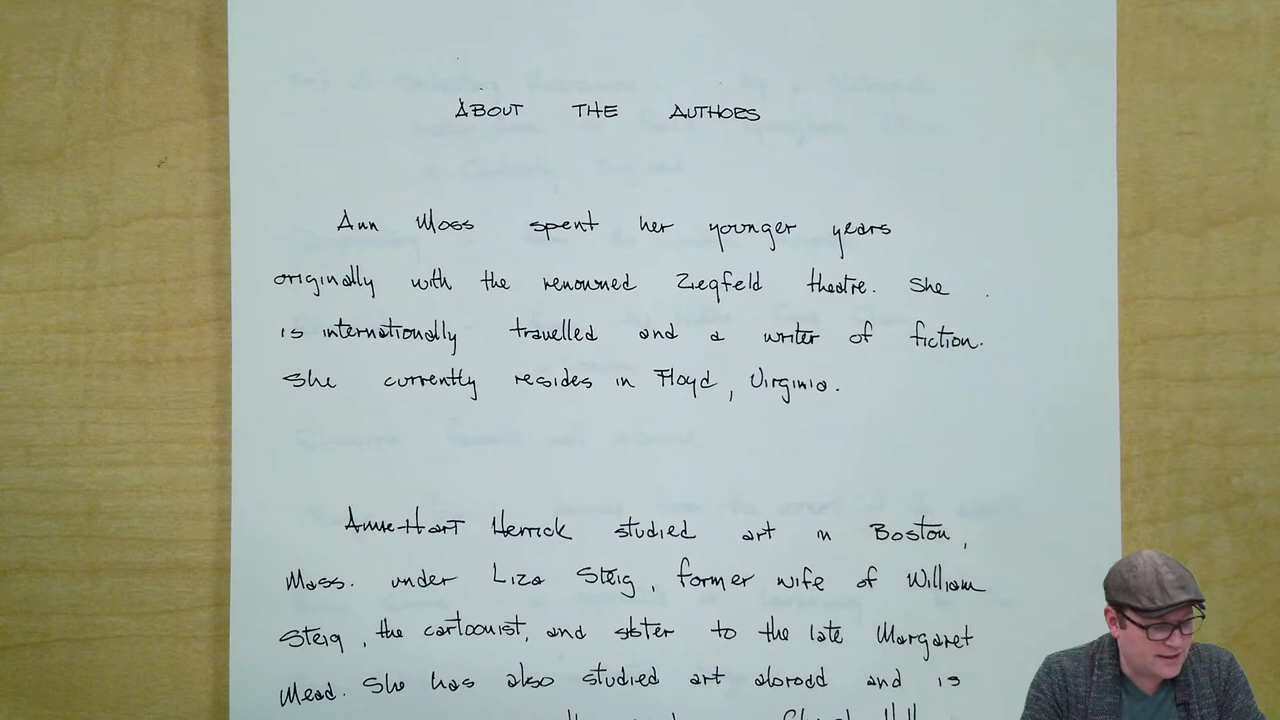 ABOUT THE AUTHORS
Ann Moss spent her younger years
originally with the renowned Ziegfeld theatre. She
is internationally travelled and a writer of fiction.
She currently resides in Floyd, Virginia.
Anne-Hart Herrick studied art in Boston,
Mass. under Liza Steig, former wife of William
Steig, the cartoonist, and sister to the late Margaret
Mead. She has also studied art abroad and is
Chapel Hill